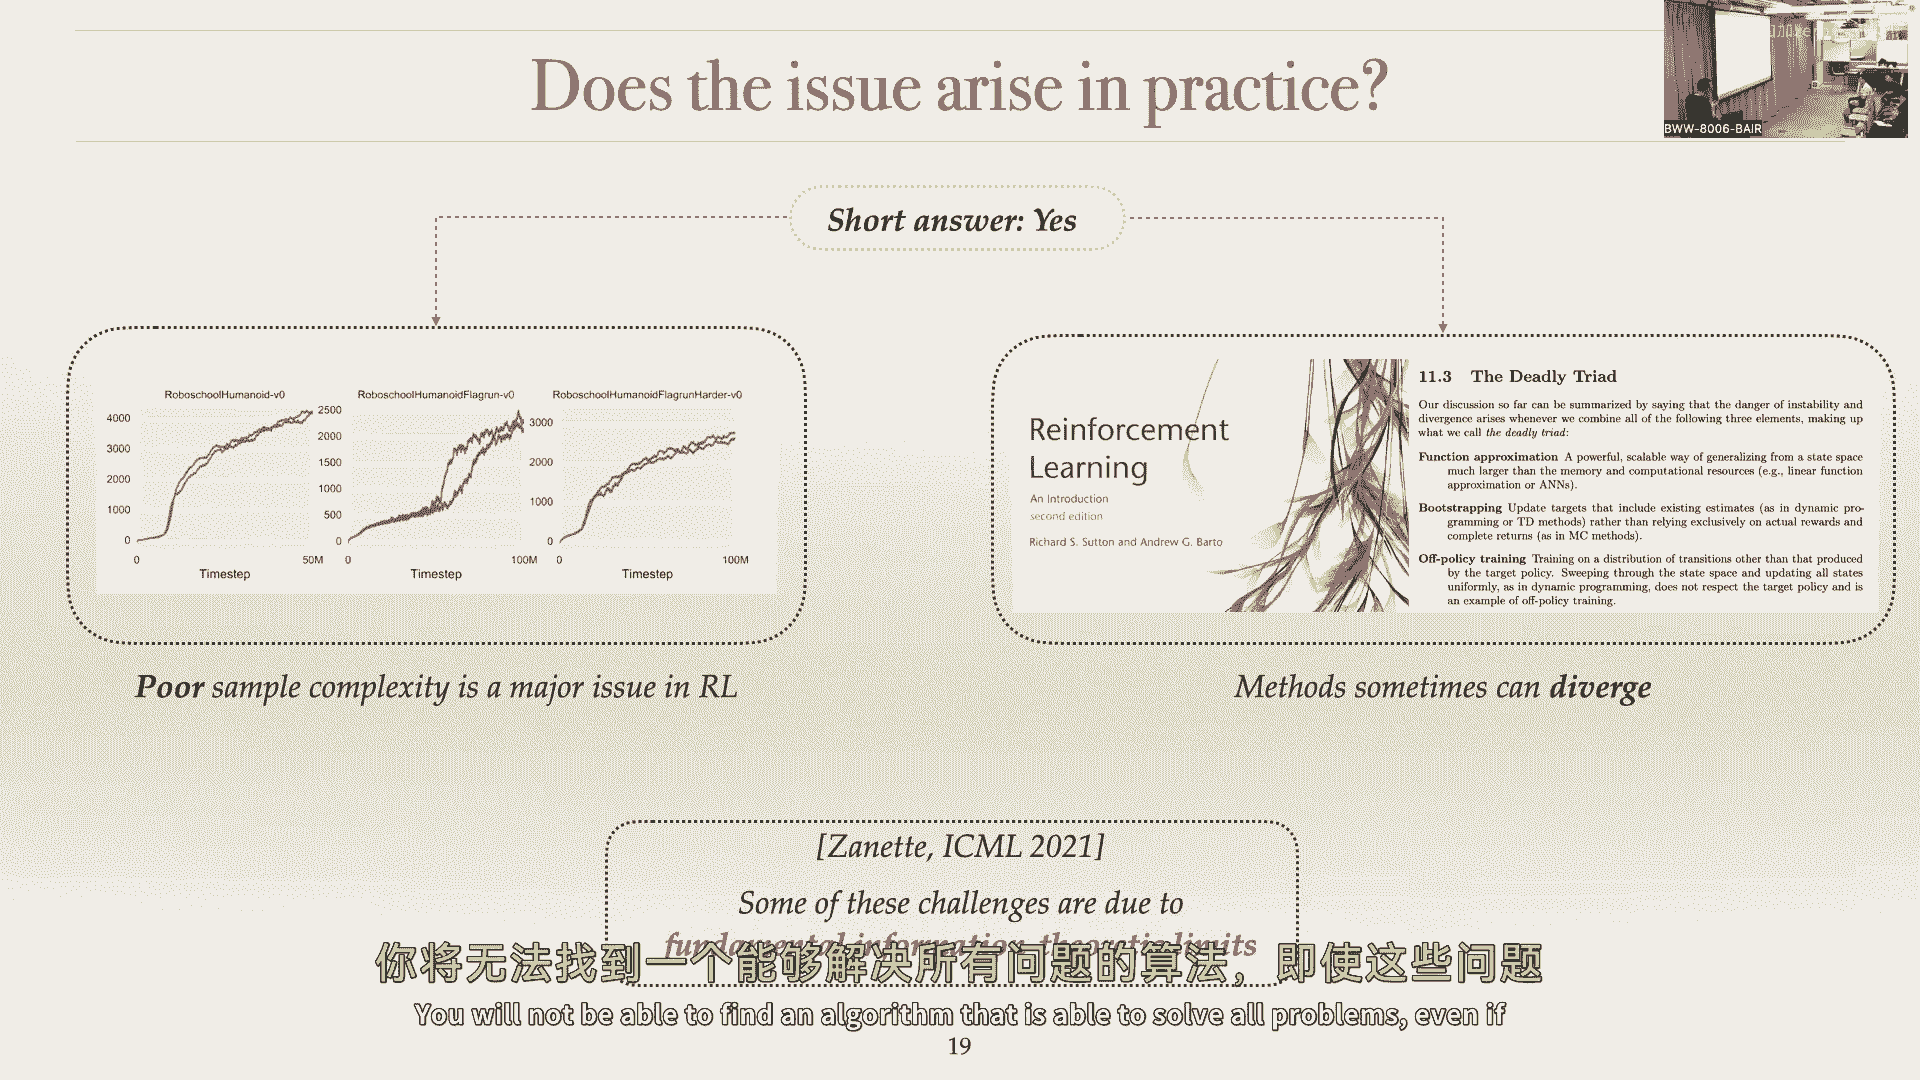 Does the issue arise in practice?
BWW-8006-BAIR
Short answer: Yes
RoboschoolHumanoid-v0
4000
3000
2000
1000
0
0
50M
Timestep
RoboschoolHumanoidFlagrun-v0
2500
2000
1500
1000
500
0
0
100M
Timestep
RoboschoolHumanoidFlagrunHarder-v0
3000
2000
1000
0
0
100M
Timestep
Poor sample complexity is a major issue in RL
Reinforcement
Learning
An Introduction
second edition
Richard S. Sutton and Andrew G. Barto
11.3 The Deadly Triad
Our discussion so far can be summarized by saying that the danger of instability and
divergence arises whenever we combine all of the following three elements, making up
what we call the deadly triad:
Function approximation A powerful, scalable way of generalizing from a state space
much larger than the memory and computational resources (e.g., linear function
approximation or ANNs).
Bootstrapping Update targets that include existing estimates (as in dynamic pro-
gramming or TD methods) rather than relying exclusively on actual rewards and
complete returns (as in MC methods).
Off-policy training Training on a distribution of transitions other than that produced
by the target policy. Sweeping through the state space and updating all states
uniformly, as in dynamic programming, does not respect the target policy and is
an example of off-policy training.
Methods sometimes can diverge
[Zanette, ICML 2021]
Some of these challenges are due to
fundamental information-theoretic limits
你将无法找到一个能够解决所有问题的算法，即使这些问题
You will not be able to find an algorithm that is able to solve all problems, even if
19